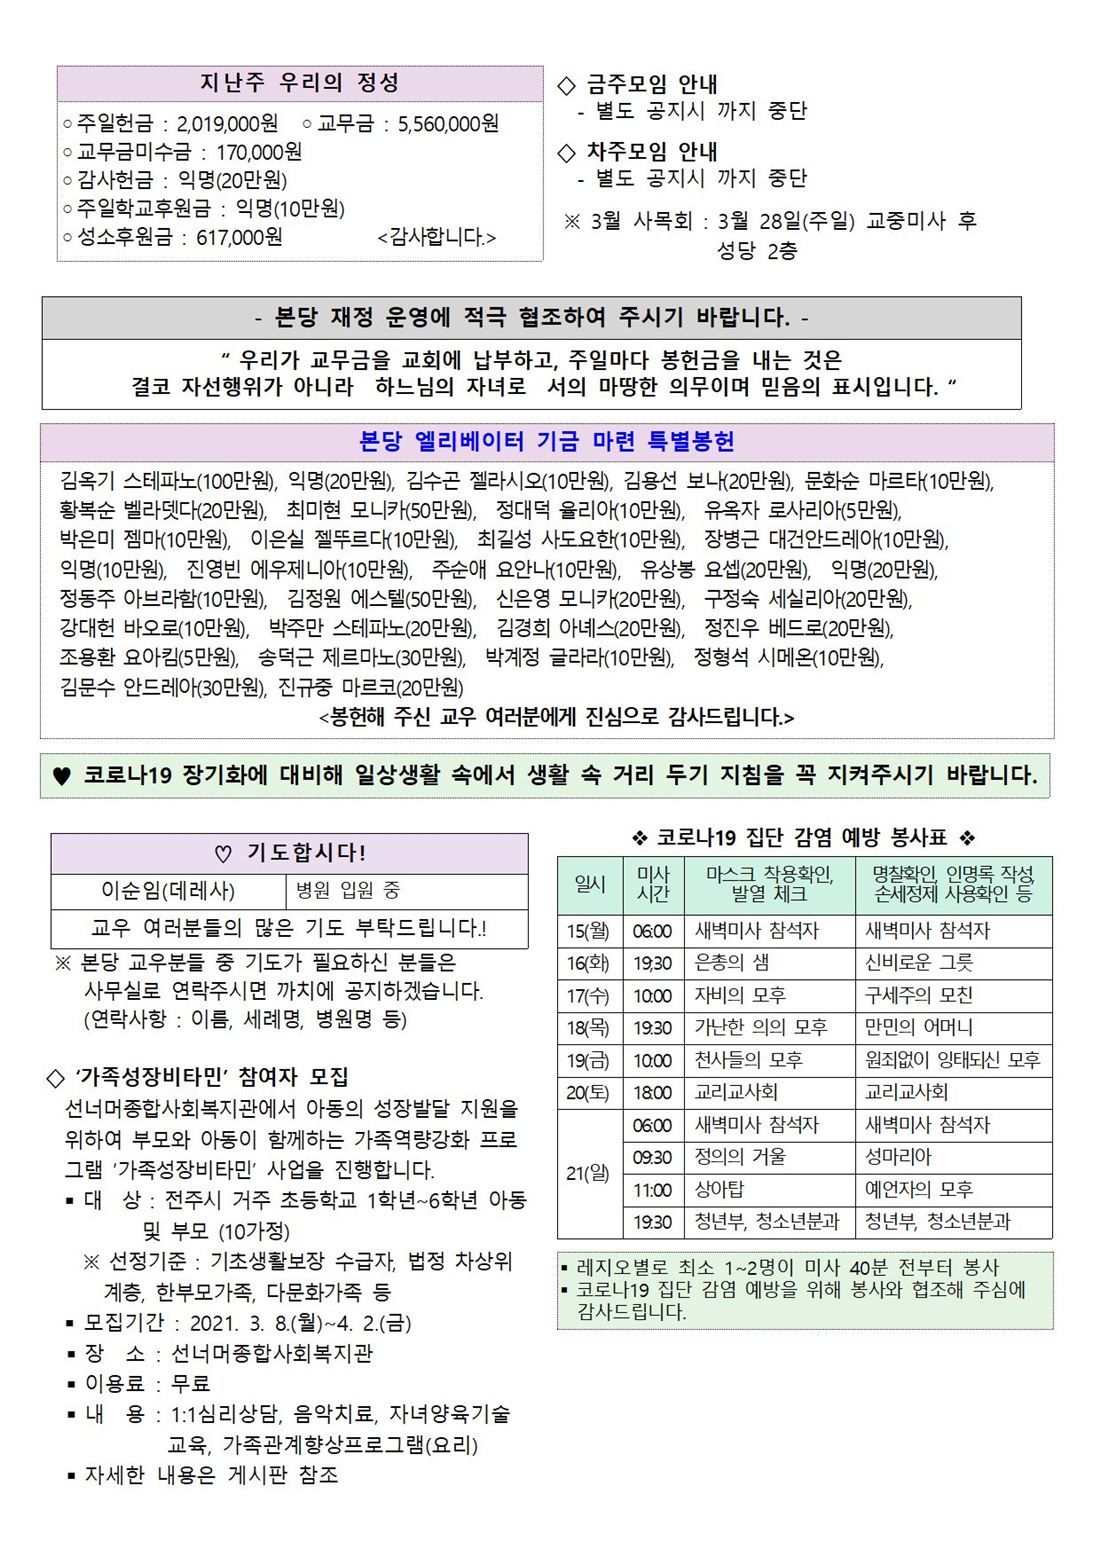 지난주 우리의 정성
○ 주일헌금 : 2,019,000원 ○ 교무금 : 5,560,000원
○ 교무금미수금 : 170,000원
○ 감사헌금 : 익명(20만원)
○ 주일학교후원금 : 익명(10만원)
○ 성소후원금 : 617,000원 <감사합니다.>
◇ 금주모임 안내
- 별도 공지시 까지 중단
◇ 차주모임 안내
- 별도 공지시 까지 중단
※ 3월 사목회 : 3월 28일(주일) 교중미사 후
성당 2층
- 본당 재정 운영에 적극 협조하여 주시기 바랍니다. -
“ 우리가 교무금을 교회에 납부하고, 주일마다 봉헌금을 내는 것은
결코 자선행위가 아니라 하느님의 자녀로 서의 마땅한 의무이며 믿음의 표시입니다. “
본당 엘리베이터 기금 마련 특별봉헌
김옥기 스테파노(100만원), 익명(20만원), 김수곤 젤라시오(10만원), 김용선 보나(20만원), 문화순 마르타(10만원),
황복순 벨라뎃다(20만원), 최미현 모니카(50만원), 정대덕 율리아(10만원), 유옥자 로사리아(5만원),
박은미 젬마(10만원), 이은실 젤뚜르다(10만원), 최길성 사도요한(10만원), 장병근 대건안드레아(10만원),
익명(10만원), 진영빈 에우제니아(10만원), 주순애 요안나(10만원), 유상봉 요셉(20만원), 익명(20만원),
정동주 아브라함(10만원), 김정원 에스텔(50만원), 신은영 모니카(20만원), 구정숙 세실리아(20만원),
강대헌 바오로(10만원), 박주만 스테파노(20만원), 김경희 아녜스(20만원), 정진우 베드로(20만원),
조용환 요아킴(5만원), 송덕근 제르마노(30만원), 박계정 글라라(10만원), 정형석 시메온(10만원),
김문수 안드레아(30만원), 진규중 마르코(20만원)
<봉헌해 주신 교우 여러분에게 진심으로 감사드립니다.>
♥ 코로나19 장기화에 대비해 일상생활 속에서 생활 속 거리 두기 지침을 꼭 지켜주시기 바랍니다.
♡ 기도합시다!
이순임(데레사) 병원 입원 중
교우 여러분들의 많은 기도 부탁드립니다.!
※ 본당 교우분들 중 기도가 필요하신 분들은
사무실로 연락주시면 까치에 공지하겠습니다.
(연락사항 : 이름, 세례명, 병원명 등)
◇ ‘가족성장비타민’ 참여자 모집
선너머종합사회복지관에서 아동의 성장발달 지원을
위하여 부모와 아동이 함께하는 가족역량강화 프로
그램 ‘가족성장비타민’ 사업을 진행합니다.
▪ 대 상 : 전주시 거주 초등학교 1학년~6학년 아동
및 부모 (10가정)
※ 선정기준 : 기초생활보장 수급자, 법정 차상위
계층, 한부모가족, 다문화가족 등
▪ 모집기간 : 2021. 3. 8.(월)~4. 2.(금)
▪ 장 소 : 선너머종합사회복지관
▪ 이용료 : 무료
▪ 내 용 : 1:1심리상담, 음악치료, 자녀양육기술
교육, 가족관계향상프로그램(요리)
▪ 자세한 내용은 게시판 참조
❖ 코로나19 집단 감염 예방 봉사표 ❖
일시 미사 시간 마스크 착용확인, 발열 체크 명찰확인, 인명록 작성, 손세정제 사용확인 등
15(월) 06:00 새벽미사 참석자 새벽미사 참석자
16(화) 19;30 은총의 샘 신비로운 그릇
17(수) 10:00 자비의 모후 구세주의 모친
18(목) 19:30 가난한 의의 모후 만민의 어머니
19(금) 10:00 천사들의 모후 원죄없이 잉태되신 모후
20(토) 18:00 교리교사회 교리교사회
21(일) 06:00 새벽미사 참석자 새벽미사 참석자
09:30 정의의 거울 성마리아
11:00 상아탑 예언자의 모후
19:30 청년부, 청소년분과 청년부, 청소년분과
▪ 레지오별로 최소 1~2명이 미사 40분 전부터 봉사
▪ 코로나19 집단 감염 예방을 위해 봉사와 협조해 주심에
감사드립니다.